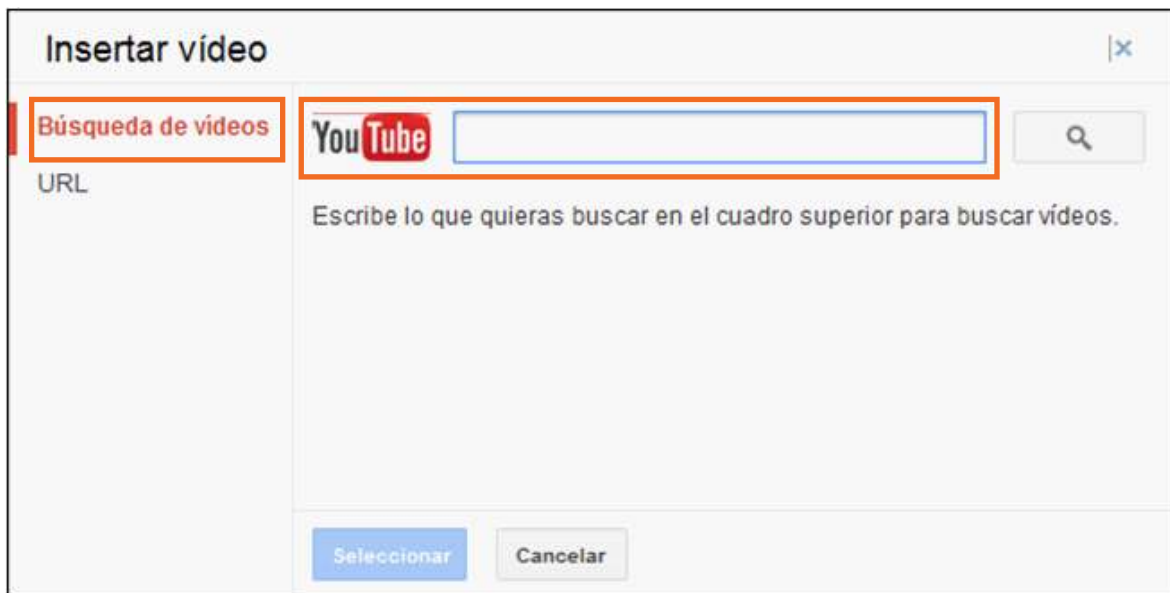 Insertar vídeo
Búsqueda de vídeos
URL
YouTube
Escribe lo que quieras buscar en el cuadro superior para buscar vídeos.
Seleccionar
Cancelar